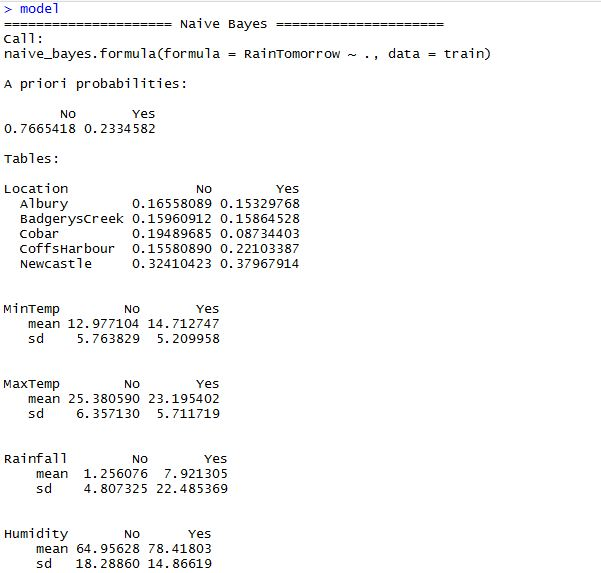 > model
===================== Naive Bayes =====================
Call:
naive_bayes.formula(formula = RainTomorrow ~ ., data = train)
A priori probabilities:
No Yes
0.7665418 0.2334582
Tables:
Location No Yes
Albury 0.16558089 0.15329768
BadgerysCreek 0.15960912 0.15864528
Cobar 0.19489685 0.08734403
CoffsHarbour 0.15580890 0.22103387
Newcastle 0.32410423 0.37967914
MinTemp No Yes
mean 12.977104 14.712747
sd 5.763829 5.209958
MaxTemp No Yes
mean 25.380590 23.195402
sd 6.357130 5.711719
Rainfall No Yes
mean 1.256076 7.921305
sd 4.807325 22.485369
Humidity No Yes
mean 64.95628 78.41803
sd 18.28860 14.86619